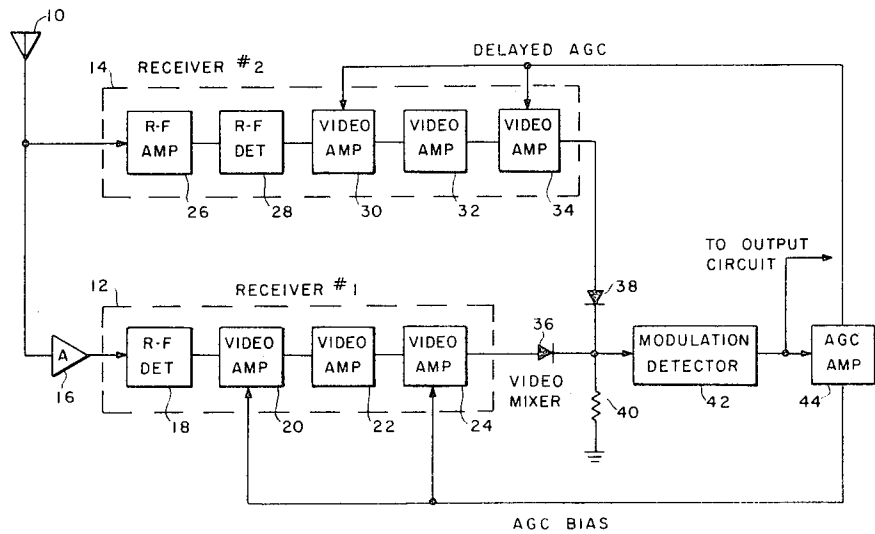 10
DELAYED AGC
14
RECEIVER #2
R-F
AMP
R-F
DET
VIDEO
AMP
VIDEO
AMP
VIDEO
AMP
26
28
30
32
34
TO OUTPUT
CIRCUIT
12
RECEIVER #1
38
36
A
R-F
DET
VIDEO
AMP
VIDEO
AMP
VIDEO
AMP
MODULATION
DETECTOR
AGC
AMP
16
VIDEO
MIXER
18
20
22
24
40
42
44
AGC BIAS